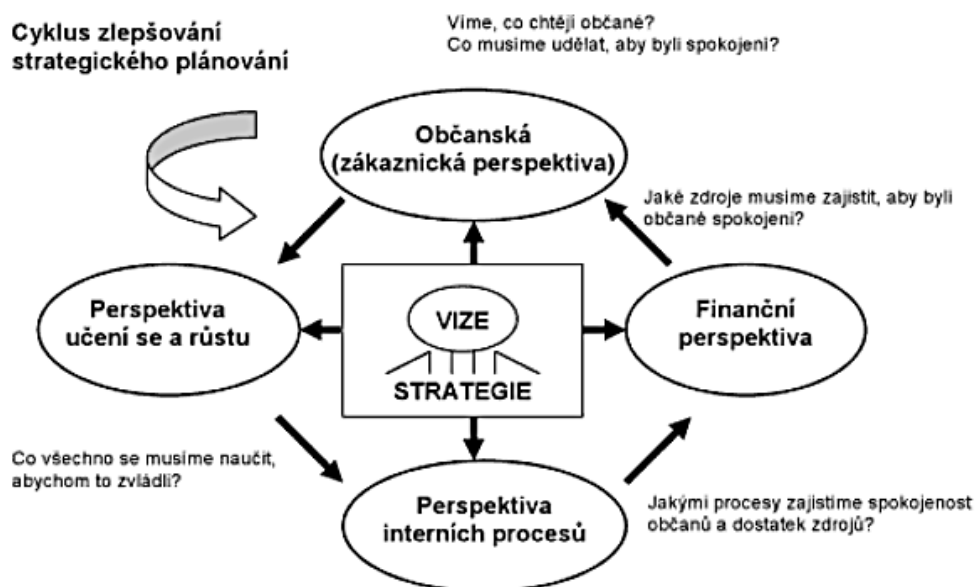 Cyklus zlepšování
strategického plánování
Víme, co chtějí občané?
Co musíme udělat, aby byli spokojeni?
Občanská
(zákaznická perspektiva)
Jaké zdroje musíme zajistit, aby byli
občané spokojeni?
Perspektiva
učení se a růstu
VIZE
STRATEGIE
Finanční
perspektiva
Co všechno se musíme naučit,
abychom to zvládli?
Perspektiva
interních procesů
Jakými procesy zajistíme spokojenost
občanů a dostatek zdrojů?